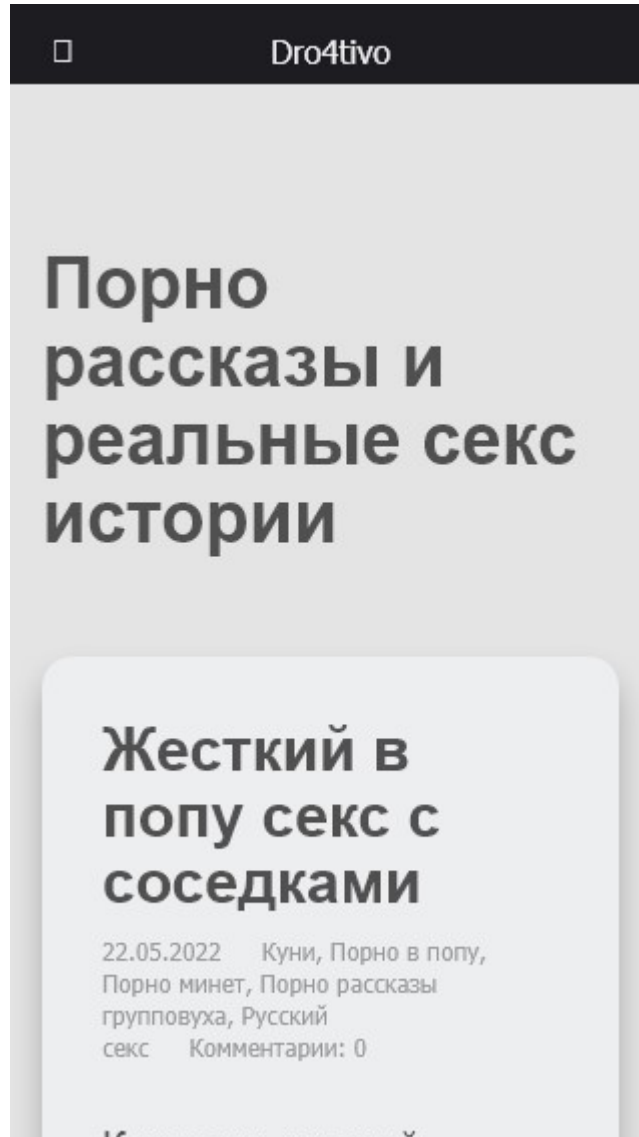 Dro4tivo
Порно
рассказы и
реальные секс
истории
Жесткий в
попу секс с
соседками
22.05.2022 Куни, Порно в попу,
Порно минет, Порно рассказы
групповуха, Русский
секс Комментарии: 0